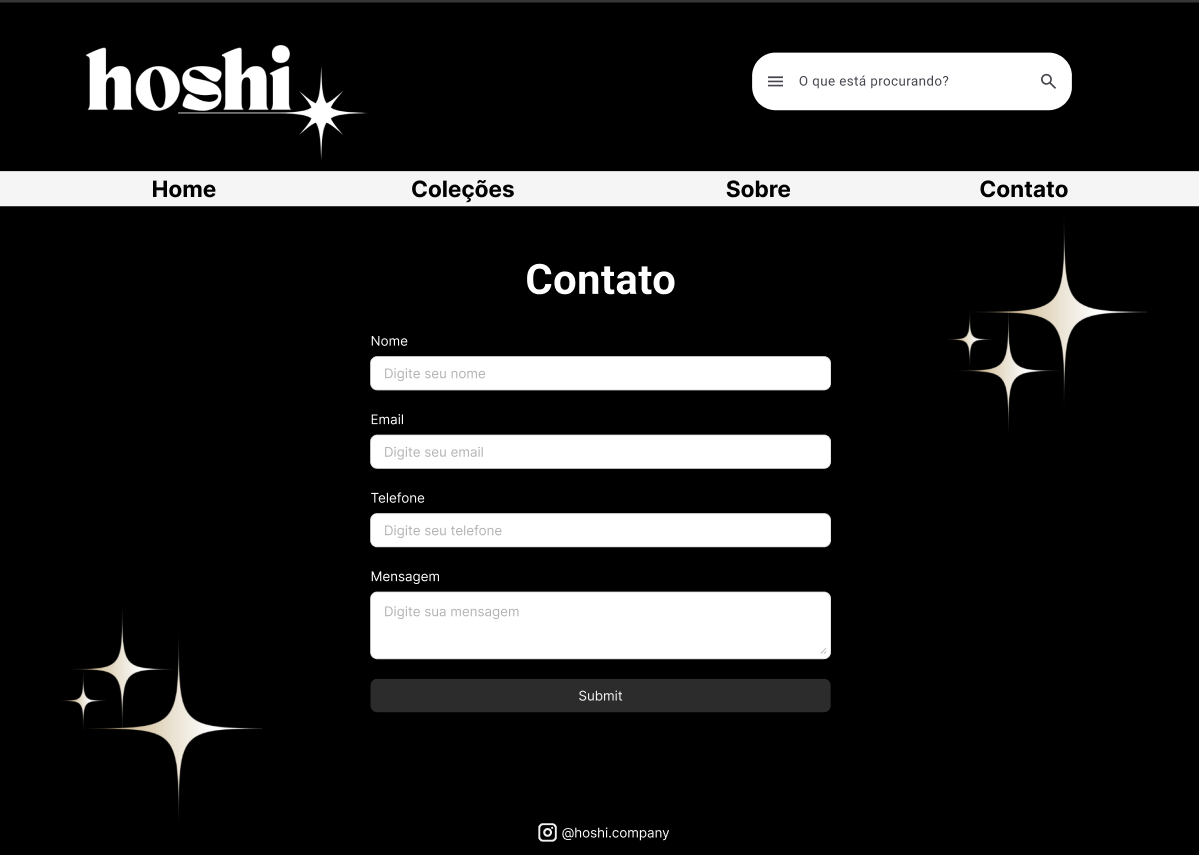 hoshi
O que está procurando?
Home Coleções Sobre Contato
Contato
Nome
Digite seu nome
Email
Digite seu email
Telefone
Digite seu telefone
Mensagem
Digite sua mensagem
Submit
@hoshi.company